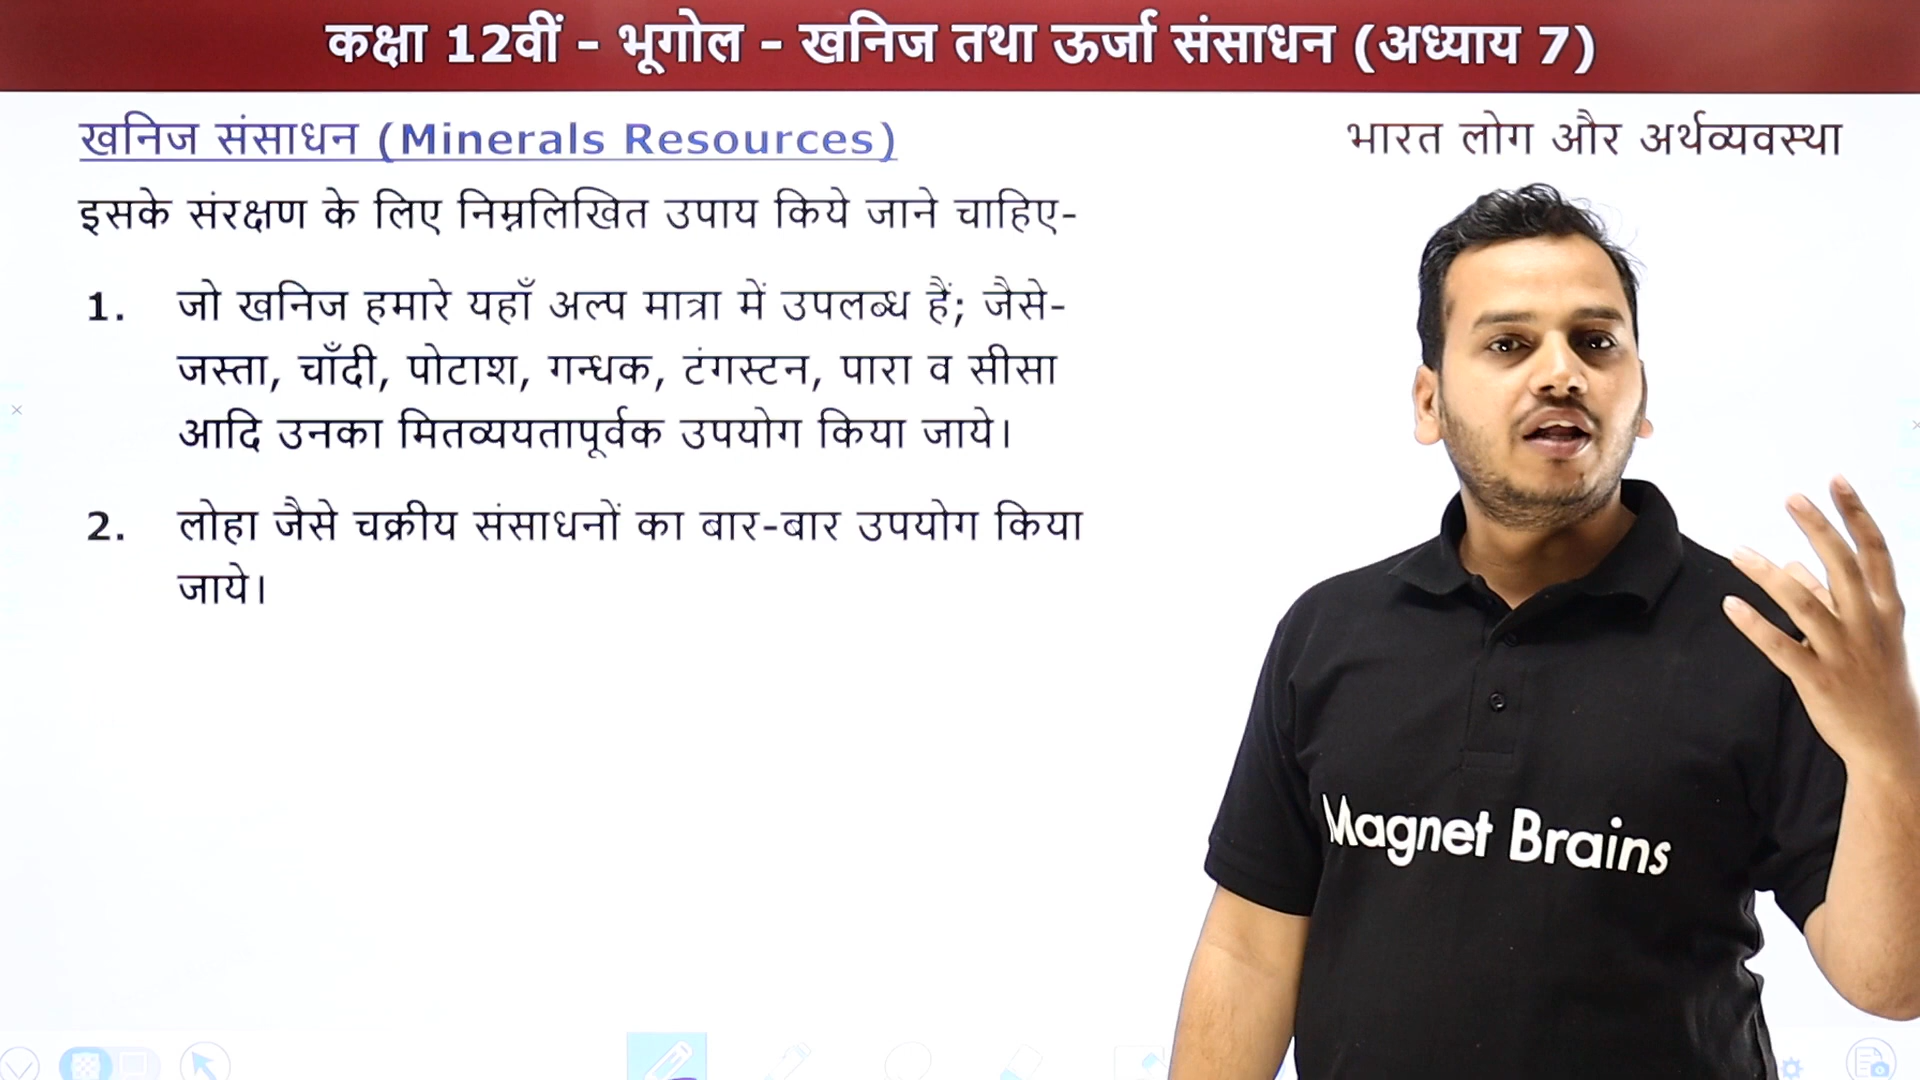 कक्षा 12वीं - भूगोल - खनिज तथा ऊर्जा संसाधन (अध्याय 7)
खनिज संसाधन (Minerals Resources)
भारत लोग और अर्थव्यवस्था
इसके संरक्षण के लिए निम्नलिखित उपाय किये जाने चाहिए-
1. जो खनिज हमारे यहाँ अल्प मात्रा में उपलब्ध हैं; जैसे-
जस्ता, चाँदी, पोटाश, गन्धक, टंगस्टन, पारा व सीसा
आदि उनका मितव्ययतापूर्वक उपयोग किया जाये।
2. लोहा जैसे चक्रीय संसाधनों का बार-बार उपयोग किया
जाये।
Magnet Brains